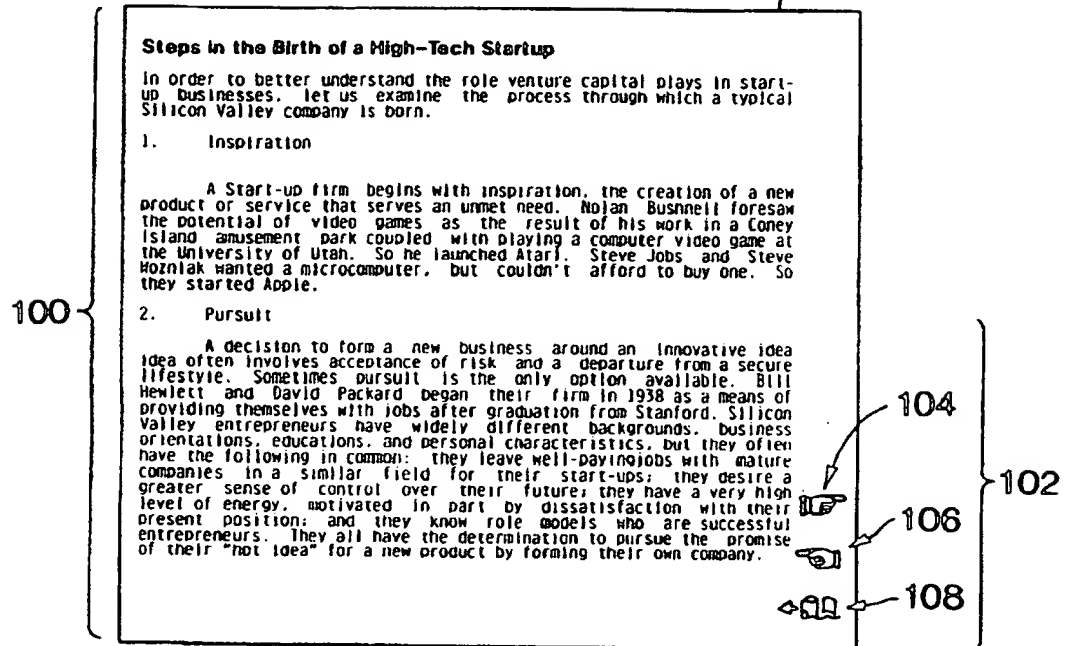 Steps in the Birth of a High-Tech Startup
In order to better understand the role venture capital plays in start-
up businesses, let us examine the process through which a typical
Silicon Valley company is born.
1. Inspiration
A Start-up firm begins with inspiration, the creation of a new
product or service that serves an unmet need. Nolan Bushnell foresaw
the potential of video games as the result of his work in a Coney
Island amusement park coupled with playing a computer video game at
the University of Utah. So he launched Atari. Steve Jobs and Steve
Wozniak wanted a microcomputer, but couldn't afford to buy one. So
they started Apple.
100
2. Pursuit
A decision to form a new business around an innovative idea
idea often involves acceptance of risk and a departure from a secure
lifestyle. Sometimes pursuit is the only option available. Bill
Hewlett and David Packard began their firm in 1938 as a means of
providing themselves with jobs after graduation from Stanford. Silicon
Valley entrepreneurs have widely different backgrounds, business
orientations, educations, and personal characteristics, but they often
have the following in common: they leave well-payingjobs with mature
companies in a similar field for their start-ups; they desire a
greater sense of control over their future; they have a very high
level of energy, motivated in part by dissatisfaction with their
present position; and they know role models who are successful
entrepreneurs. They all have the determination to pursue the promise
of their "hot idea" for a new product by forming their own company.
104
102
106
108